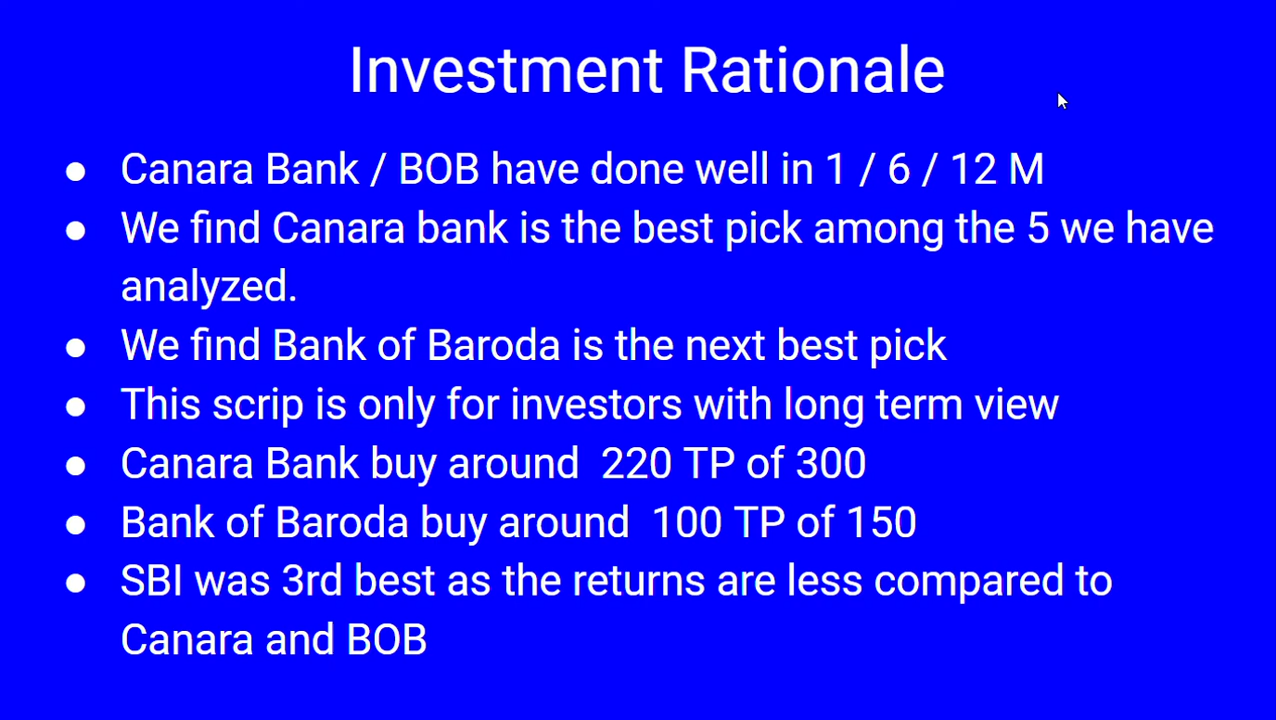 Investment Rationale
● Canara Bank / BOB have done well in 1 / 6 / 12 M
● We find Canara bank is the best pick among the 5 we have
analyzed.
● We find Bank of Baroda is the next best pick
● This scrip is only for investors with long term view
● Canara Bank buy around  220 TP of 300
● Bank of Baroda buy around  100 TP of 150
● SBI was 3rd best as the returns are less compared to
Canara and BOB